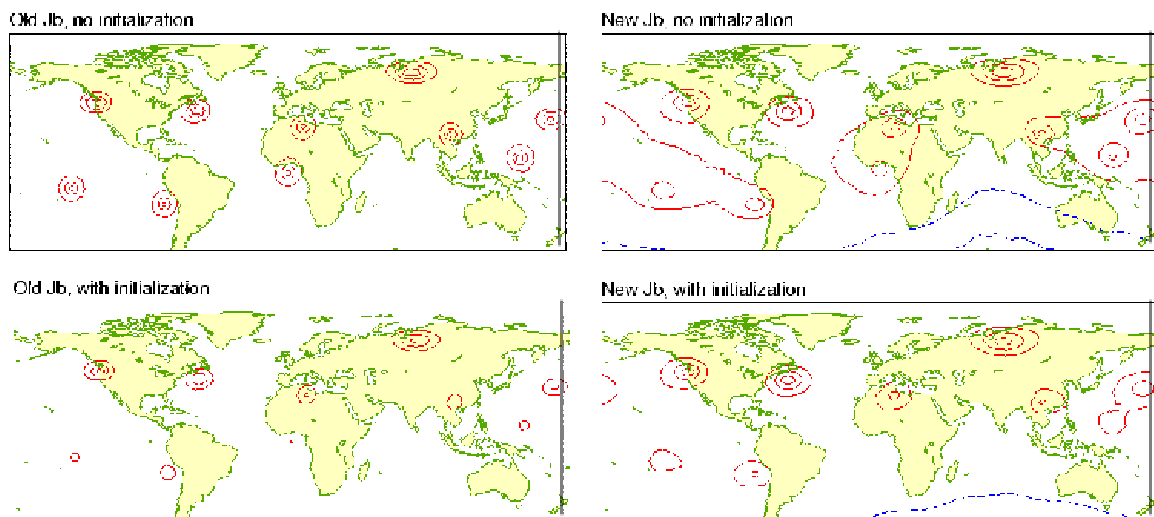 Old Jb, no initialization
New Jb, no initialization
Old Jb, with initialization
New Jb, with initialization